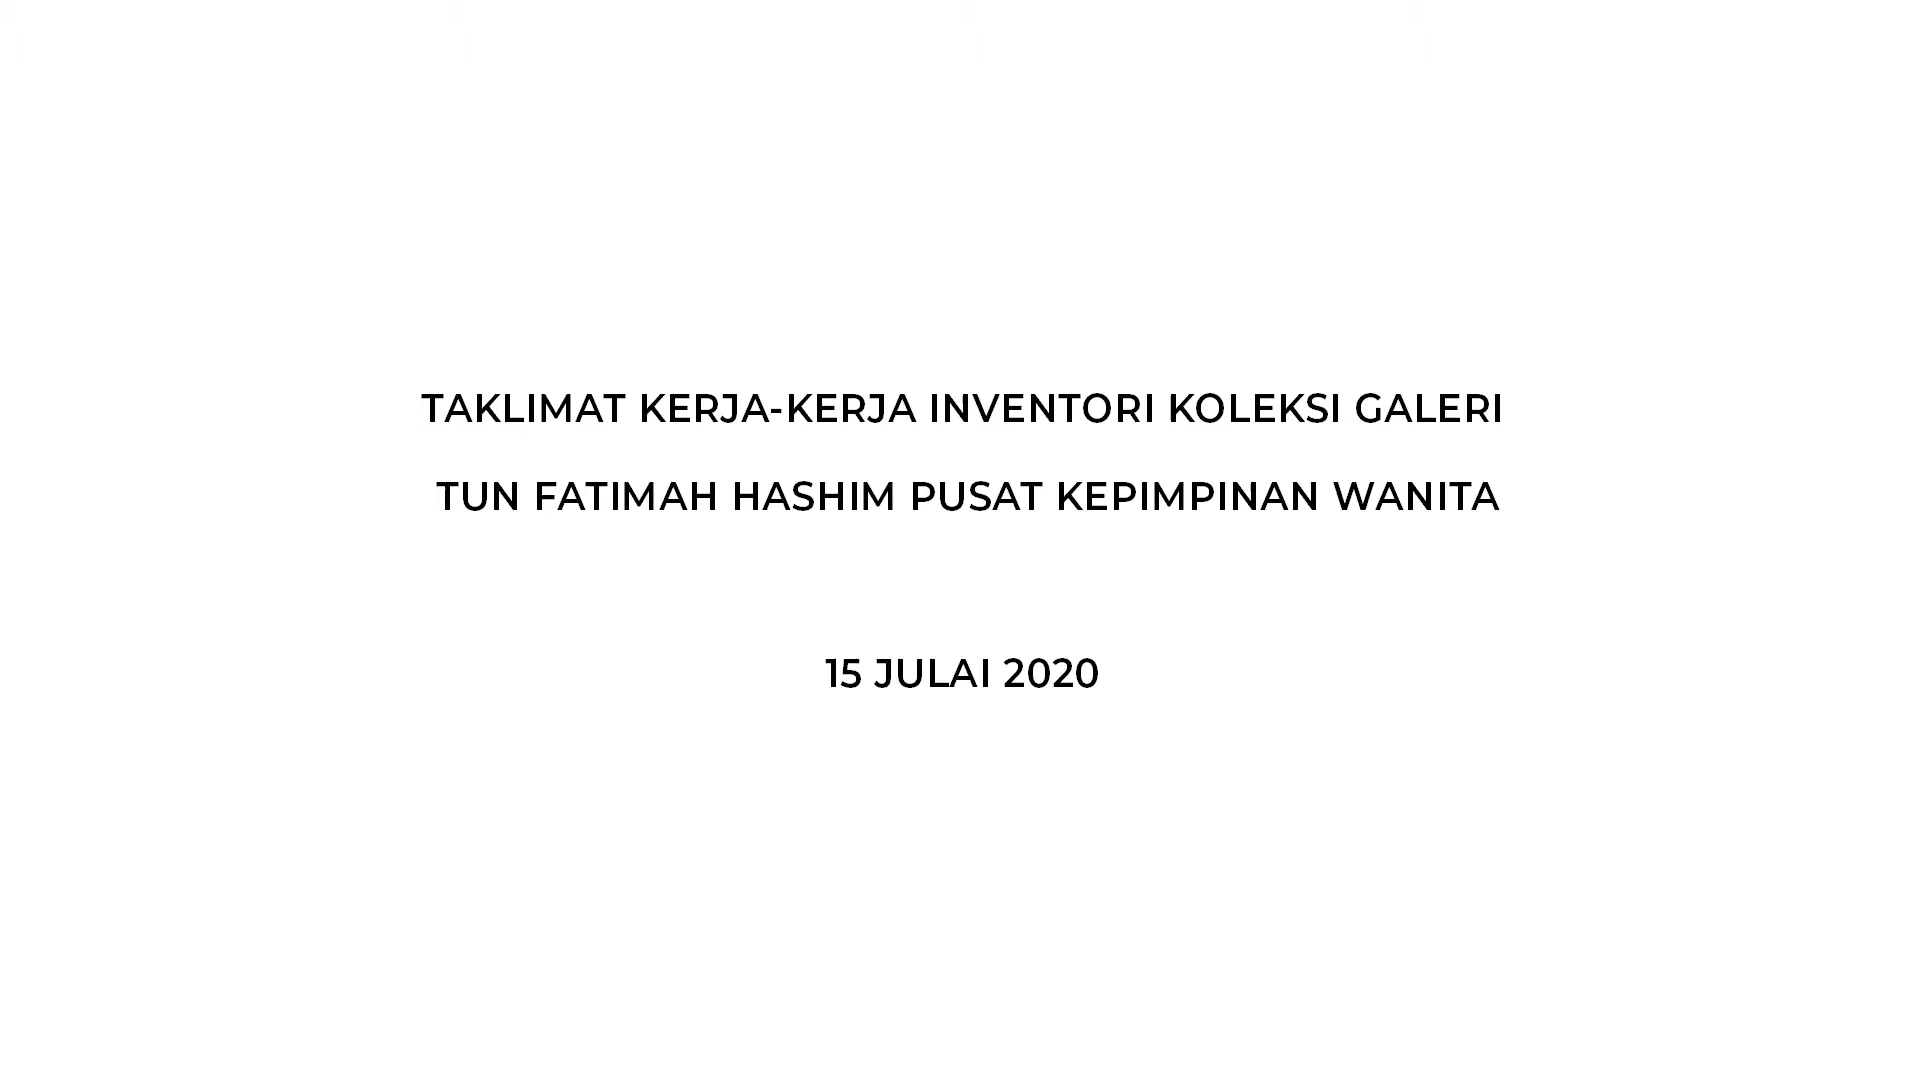 TAKLIMAT KERJA-KERJA INVENTORI KOLEKSI GALERI
TUN FATIMAH HASHIM PUSAT KEPIMPINAN WANITA
15 JULAI 2020